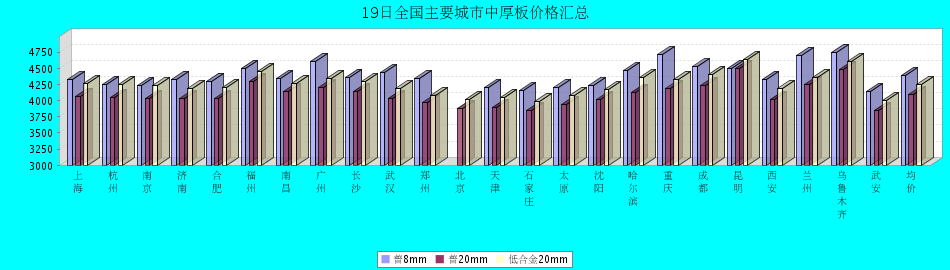 19日全国主要城市中厚板价格汇总
4750
4500
4250
4000
3750
3500
3250
3000
上海
杭州
南京
济南
合肥
福州
南昌
广州
长沙
武汉
郑州
北京
天津
石家庄
太原
沈阳
哈尔滨
重庆
成都
昆明
西安
兰州
乌鲁木齐
武安
均价
普8mm 普20mm 低合金20mm